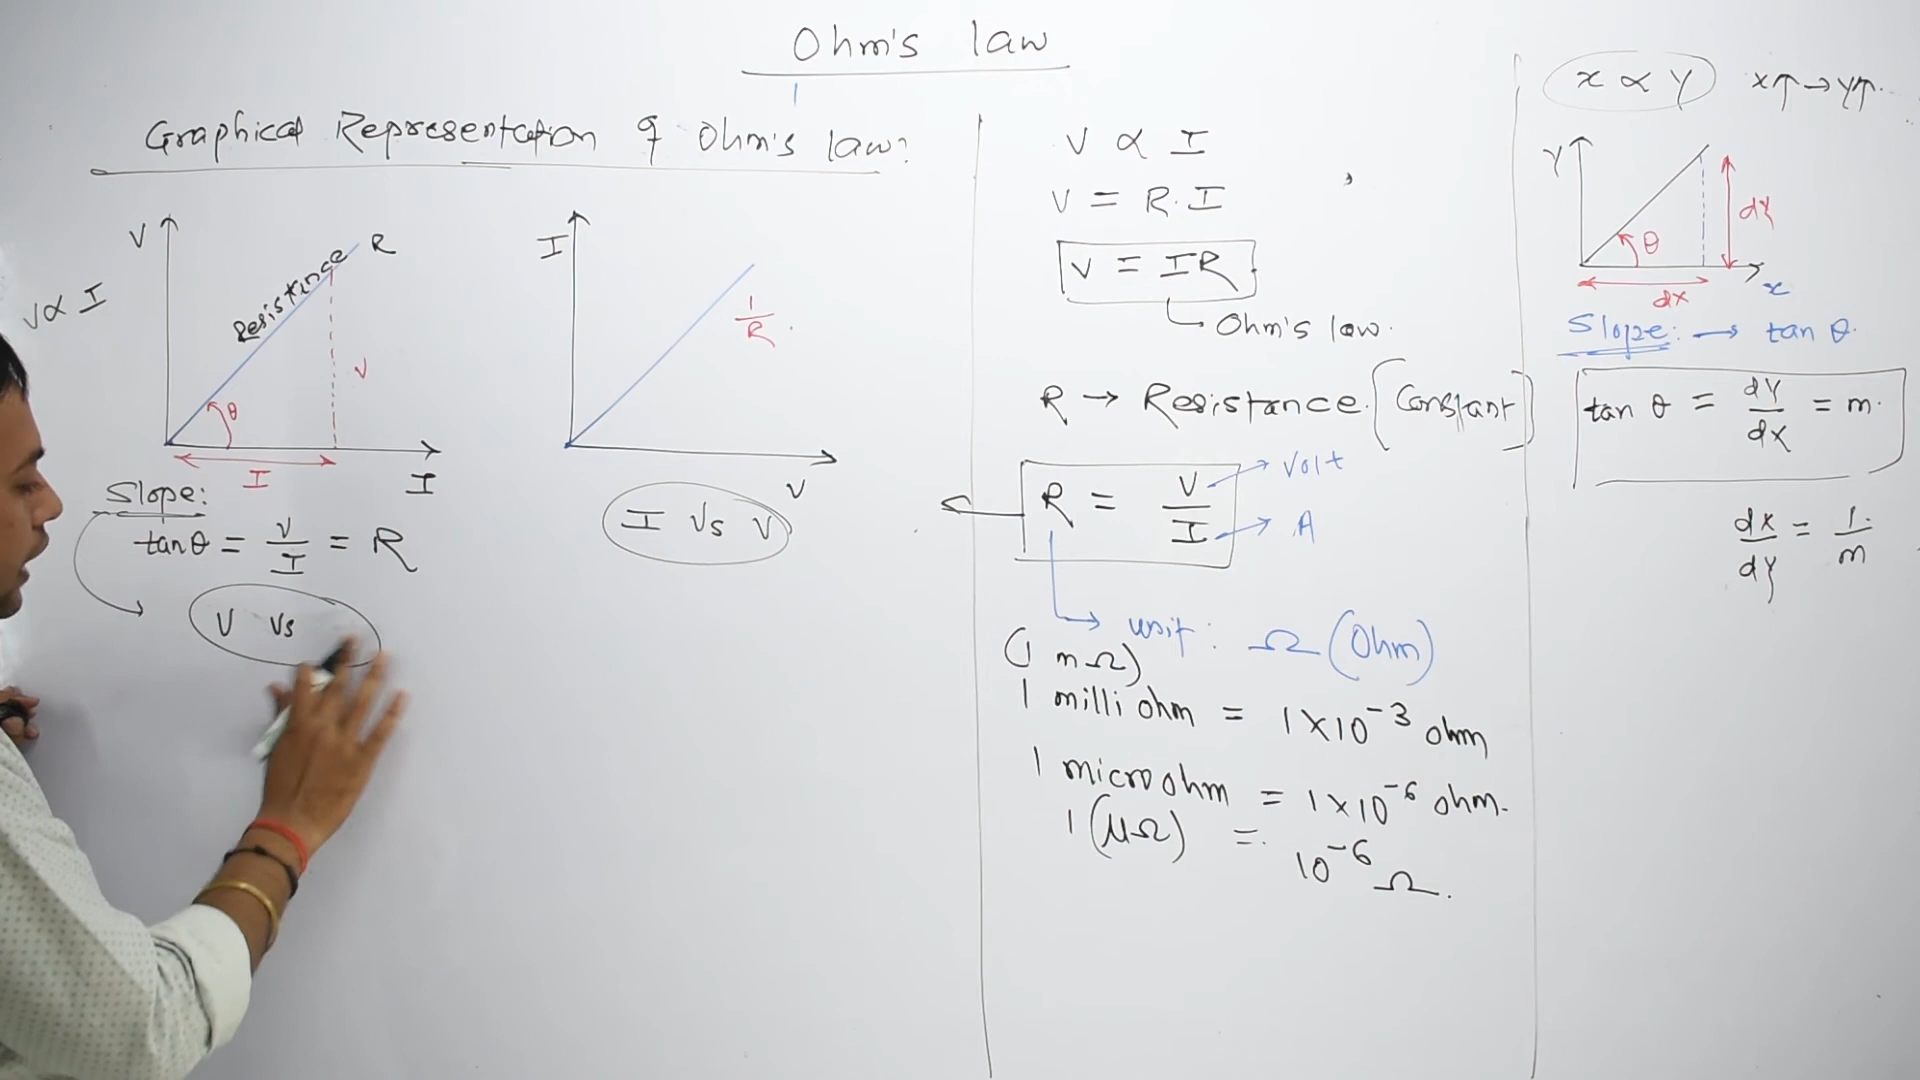 Ohm's law
Graphical Representation of Ohm's law:
V ∝ I
V
Resistance
R
V
θ
I
I
Slope:
tanθ = V/I = R
V Vs
I
1/R.
V
I Vs V
V ∝ I
V = R.I
V = IR
Ohm's law.
R → Resistance. [Constant]
R = V/I
Volt
A
unit: Ω (Ohm)
(1 mΩ)
1 milli ohm = 1×10⁻³ ohm
1 micro ohm = 1×10⁻⁶ ohm.
1 (μΩ) = 10⁻⁶ Ω.
x ∝ y x↑ → y↑.
Y
θ
dy
dx
x
Slope: → tan θ.
tan θ = dy/dx = m.
dx/dy = 1/m